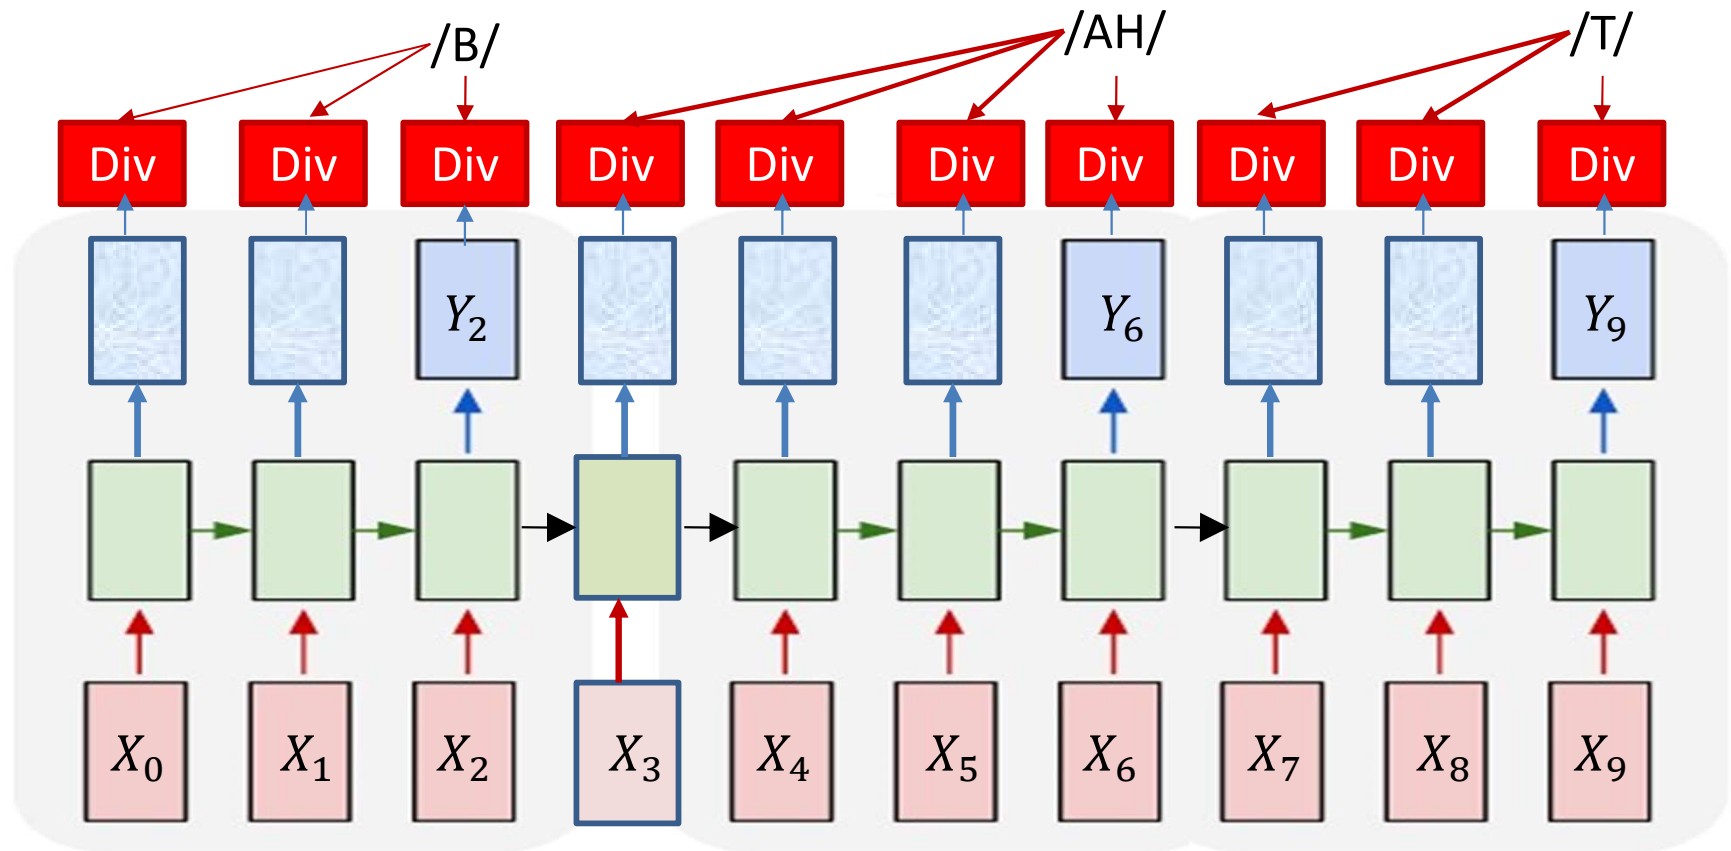 /B/ /AH/ /T/
Div Div Div Div Div Div Div Div Div Div
Y₂ Y₆ Y₉
X₀ X₁ X₂ X₃ X₄ X₅ X₆ X₇ X₈ X₉